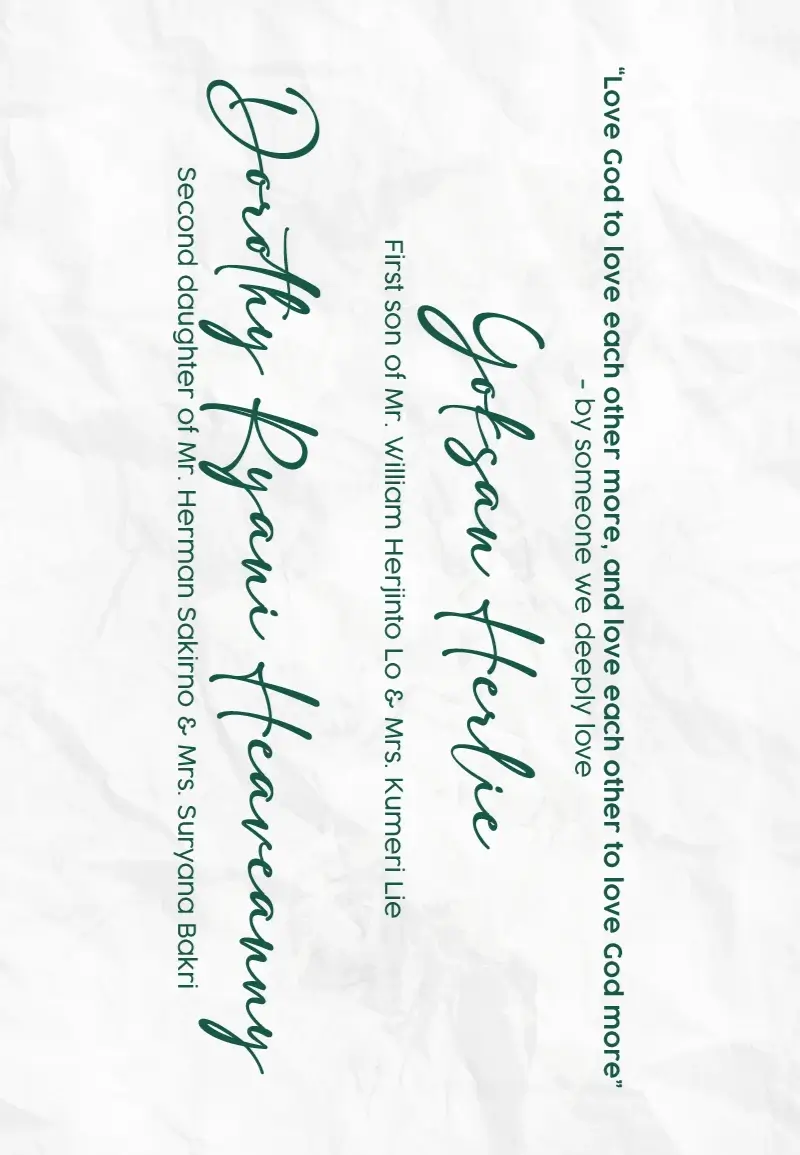 “Love God to love each other more, and love each other to love God more”
- by someone we deeply love
Yoksan Herlie
First son of Mr. William Herjinto Lo & Mrs. Kumeri Lie
Dorothy Ryani Heaveanny
Second daughter of Mr. Herman Sakirno & Mrs. Suryana Bakri